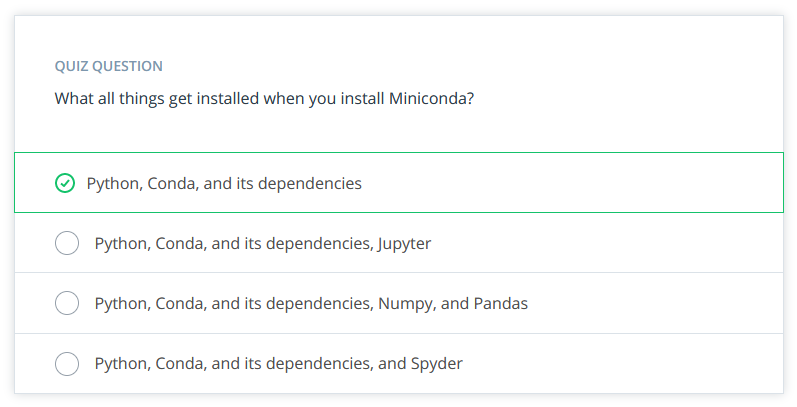 QUIZ QUESTION
What all things get installed when you install Miniconda?
Python, Conda, and its dependencies
Python, Conda, and its dependencies, Jupyter
Python, Conda, and its dependencies, Numpy, and Pandas
Python, Conda, and its dependencies, and Spyder